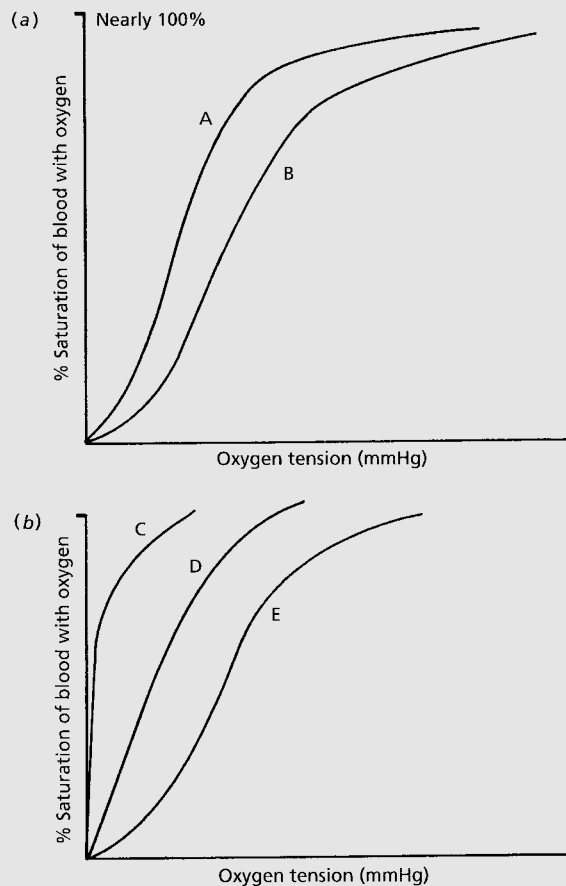 (a)
Nearly 100%
A
B
% Saturation of blood with oxygen
Oxygen tension (mmHg)
(b)
C
D
E
% Saturation of blood with oxygen
Oxygen tension (mmHg)